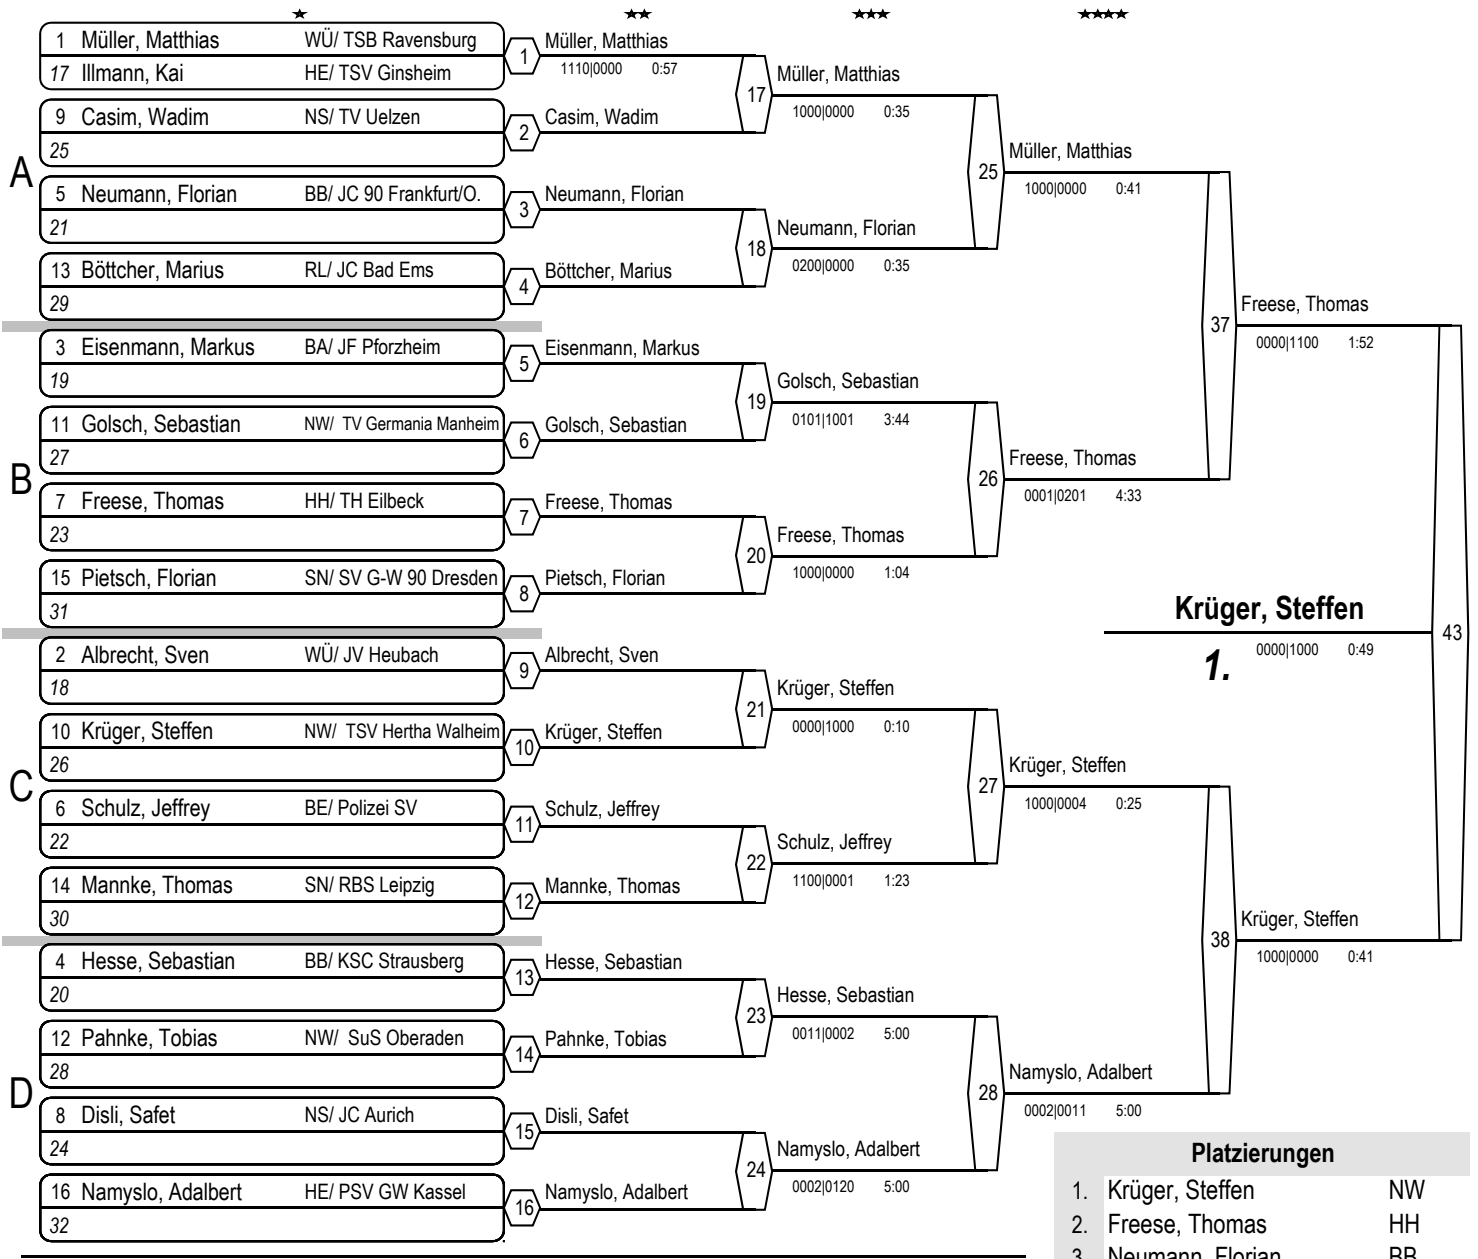 ★ ★★ ★★★ ★★★★
1 Müller, Matthias WÜ/ TSB Ravensburg
17 Illmann, Kai HE/ TSV Ginsheim
9 Casim, Wadim NS/ TV Uelzen
25
A
5 Neumann, Florian BB/ JC 90 Frankfurt/O.
21
13 Böttcher, Marius RL/ JC Bad Ems
29
3 Eisenmann, Markus BA/ JF Pforzheim
19
11 Golsch, Sebastian NW/ TV Germania Manheim
27
B
7 Freese, Thomas HH/ TH Eilbeck
23
15 Pietsch, Florian SN/ SV G-W 90 Dresden
31
2 Albrecht, Sven WÜ/ JV Heubach
18
10 Krüger, Steffen NW/ TSV Hertha Walheim
26
C
6 Schulz, Jeffrey BE/ Polizei SV
22
14 Mannke, Thomas SN/ RBS Leipzig
30
4 Hesse, Sebastian BB/ KSC Strausberg
20
12 Pahnke, Tobias NW/ SuS Oberaden
28
D
8 Disli, Safet NS/ JC Aurich
24
16 Namyslo, Adalbert HE/ PSV GW Kassel
32
1 Müller, Matthias
1110|0000 0:57
2 Casim, Wadim
3 Neumann, Florian
4 Böttcher, Marius
5 Eisenmann, Markus
6 Golsch, Sebastian
7 Freese, Thomas
8 Pietsch, Florian
9 Albrecht, Sven
10 Krüger, Steffen
11 Schulz, Jeffrey
12 Mannke, Thomas
13 Hesse, Sebastian
14 Pahnke, Tobias
15 Disli, Safet
16 Namyslo, Adalbert
17 Müller, Matthias
1000|0000 0:35
18 Neumann, Florian
0200|0000 0:35
19 Golsch, Sebastian
0101|1001 3:44
20 Freese, Thomas
1000|0000 1:04
21 Krüger, Steffen
0000|1000 0:10
22 Schulz, Jeffrey
1100|0001 1:23
23 Hesse, Sebastian
0011|0002 5:00
24 Namyslo, Adalbert
0002|0120 5:00
25 Müller, Matthias
1000|0000 0:41
26 Freese, Thomas
0001|0201 4:33
27 Krüger, Steffen
1000|0004 0:25
28 Namyslo, Adalbert
0002|0011 5:00
37 Freese, Thomas
0000|1100 1:52
38 Krüger, Steffen
1000|0000 0:41
43 Krüger, Steffen
1. 0000|1000 0:49
Platzierungen
1. Krüger, Steffen NW
2. Freese, Thomas HH
3. Neumann, Florian BB